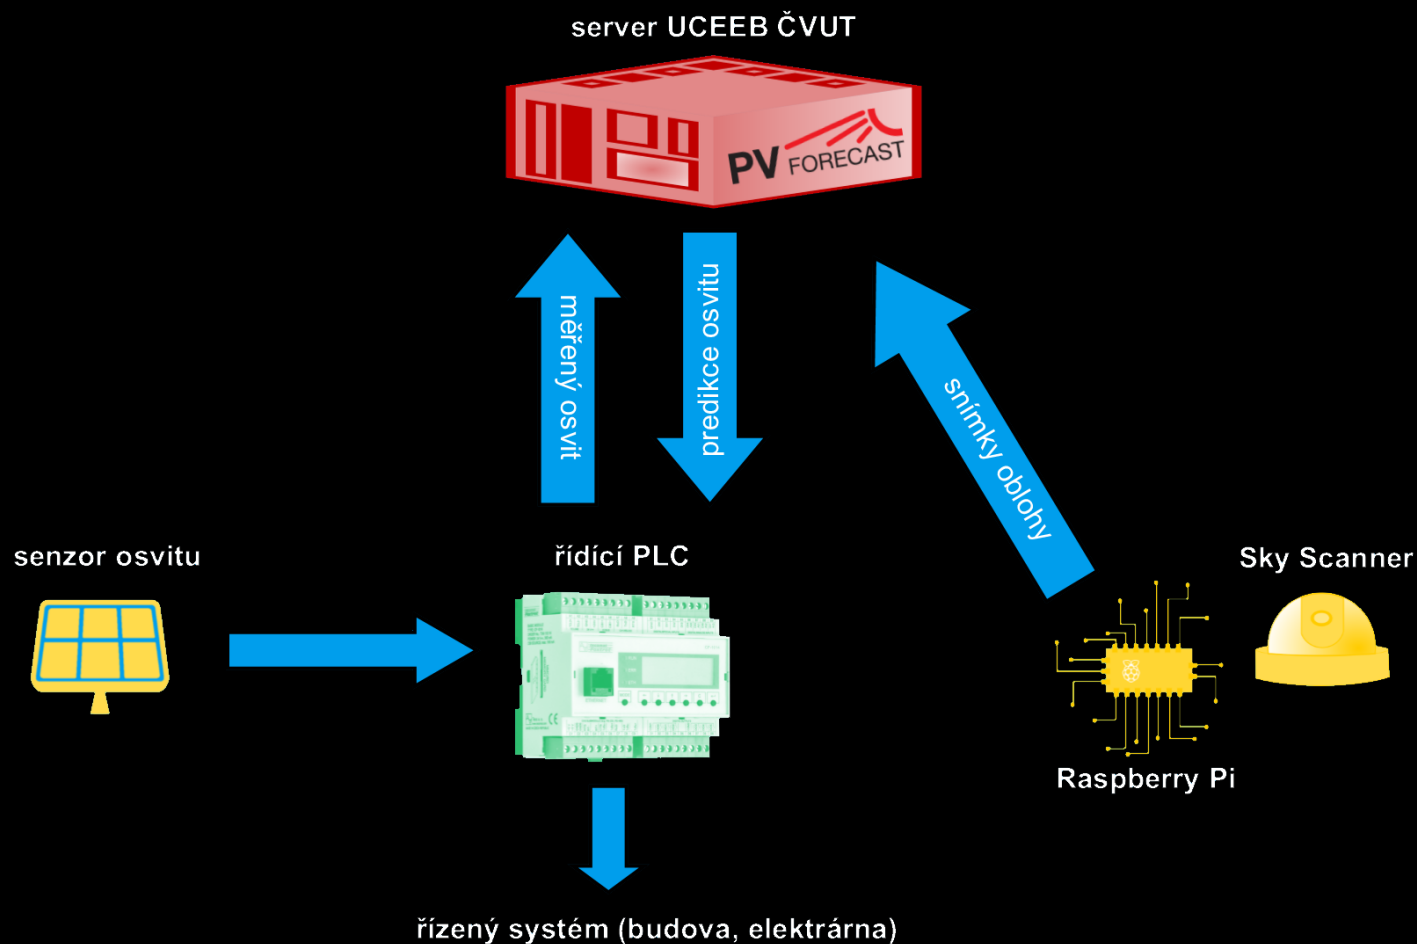 server UCEEB ČVUT
PV FORECAST
měřený osvit
predikce osvitu
snímky oblohy
senzor osvitu
řídící PLC
Sky Scanner
Raspberry Pi
řízený systém (budova, elektrárna)